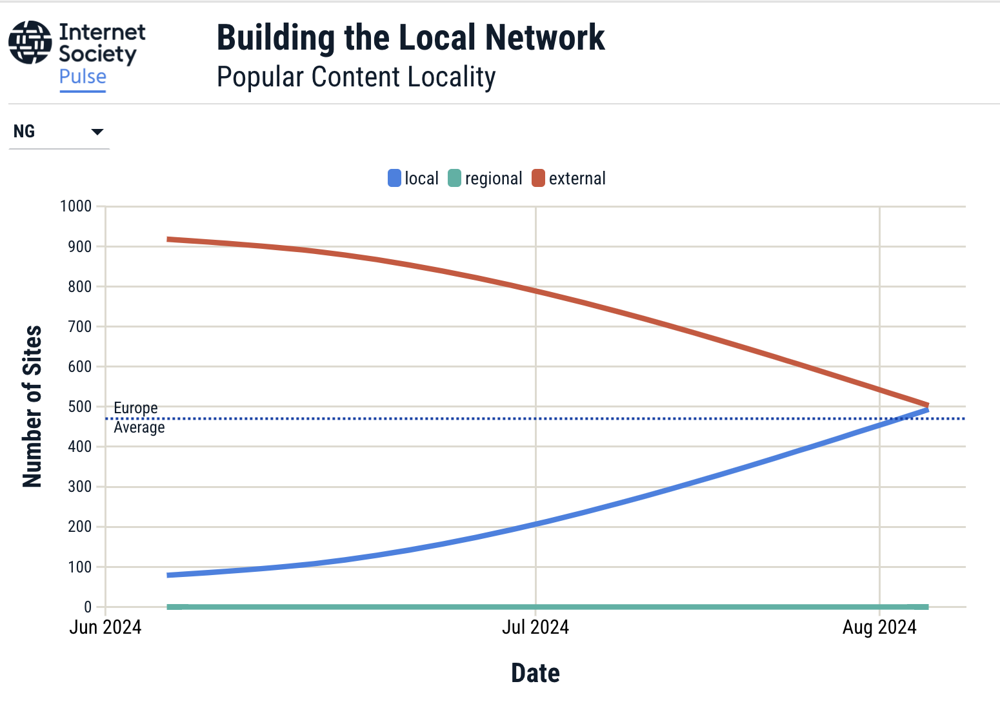 Internet
Society
Pulse
Building the Local Network
Popular Content Locality
NG
local regional external
1000
900
800
700
600
500
400
300
200
100
0
Europe
Average
Number of Sites
Jun 2024 Jul 2024 Aug 2024
Date